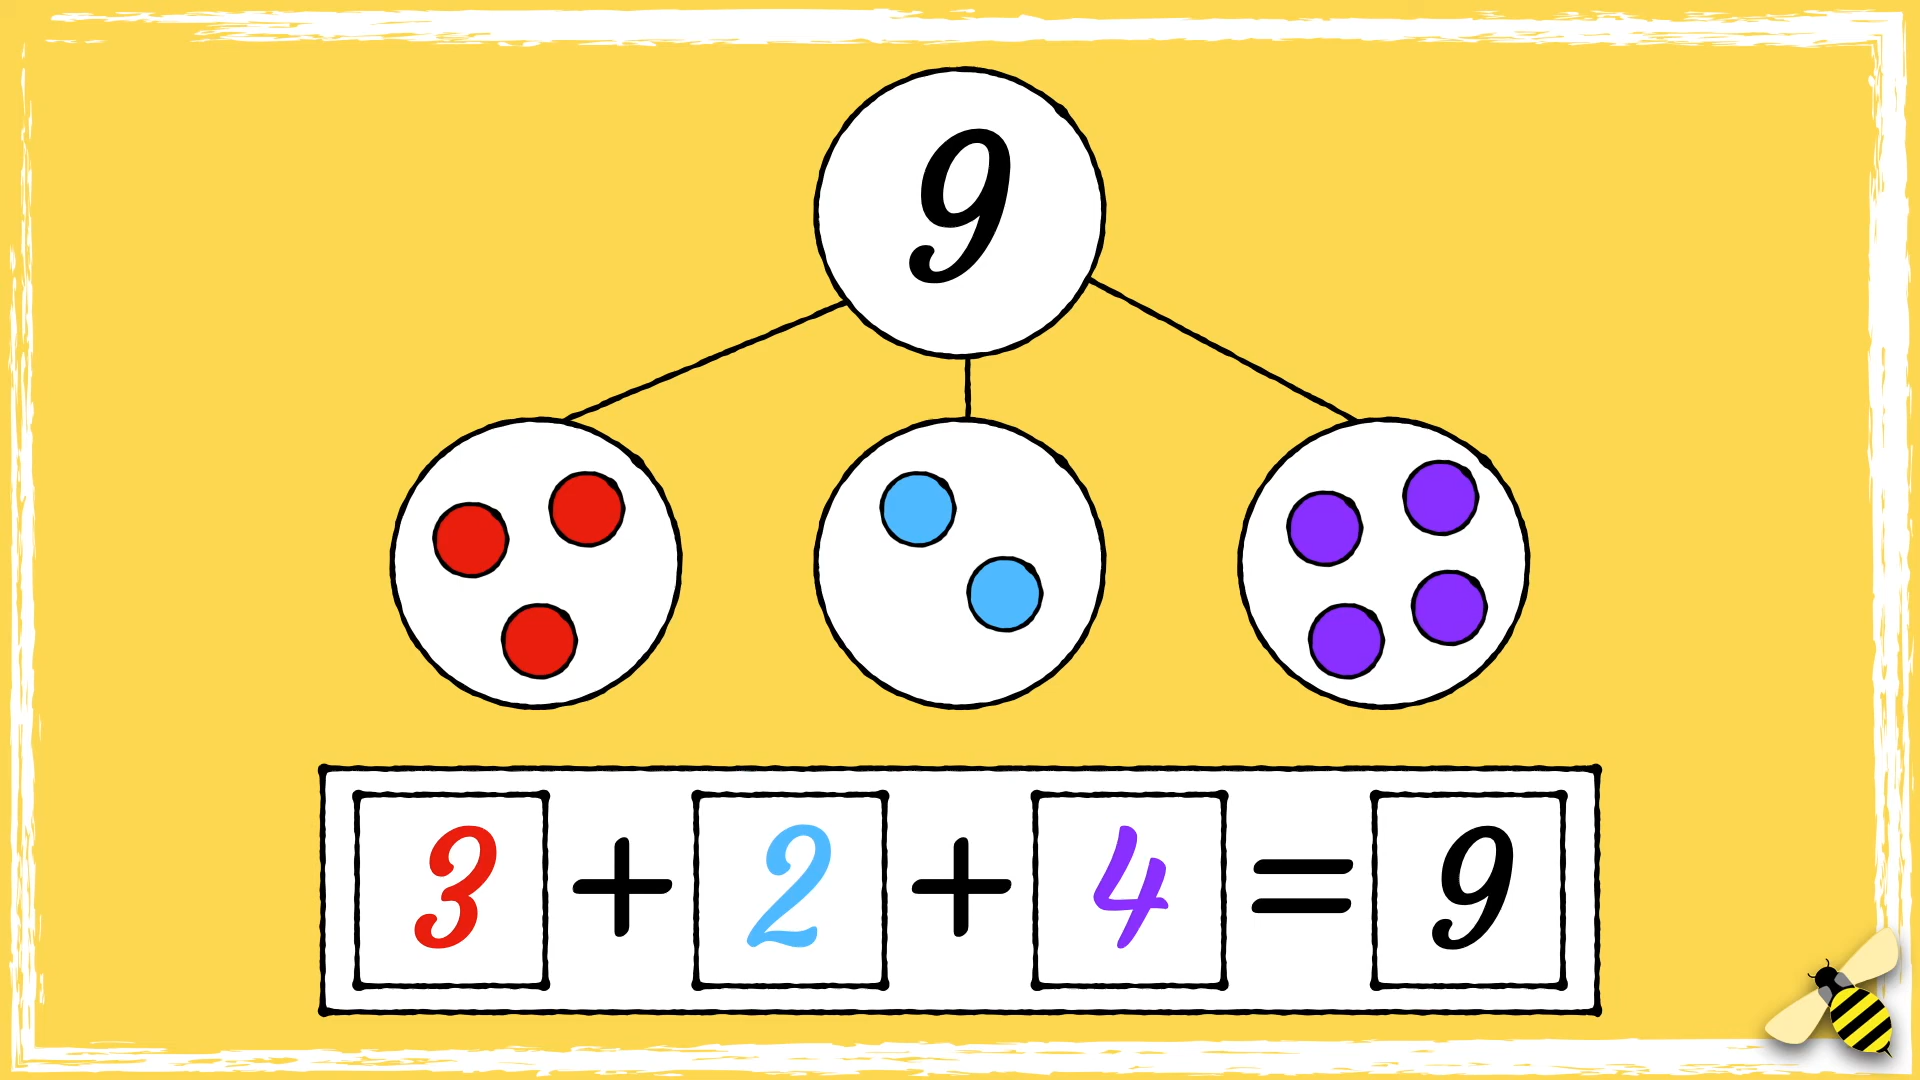 9
3 + 2 + 4 = 9